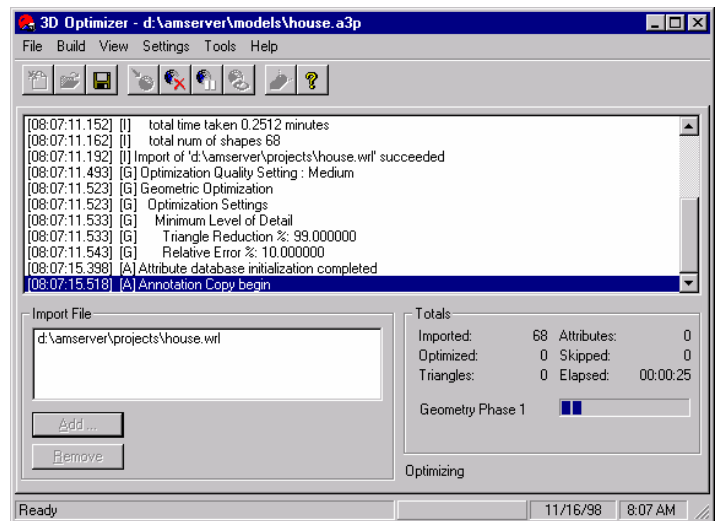 3D Optimizer - d:\amserver\models\house.a3p
File Build View Settings Tools Help
[08:07:11.152] [I] total time taken 0.2512 minutes
[08:07:11.162] [I] total num of shapes 68
[08:07:11.192] [I] Import of 'd:\amserver\projects\house.wrl' succeeded
[08:07:11.493] [G] Optimization Quality Setting : Medium
[08:07:11.523] [G] Geometric Optimization
[08:07:11.523] [G] Optimization Settings
[08:07:11.533] [G] Minimum Level of Detail
[08:07:11.533] [G] Triangle Reduction %: 99.000000
[08:07:11.543] [G] Relative Error %: 10.000000
[08:07:15.398] [A] Attribute database initialization completed
[08:07:15.518] [A] Annotation Copy begin
Import File
d:\amserver\projects\house.wrl
Add ...
Remove
Totals
Imported: 68 Attributes: 0
Optimized: 0 Skipped: 0
Triangles: 0 Elapsed: 00:00:25
Geometry Phase 1
Optimizing
Ready 11/16/98 8:07 AM